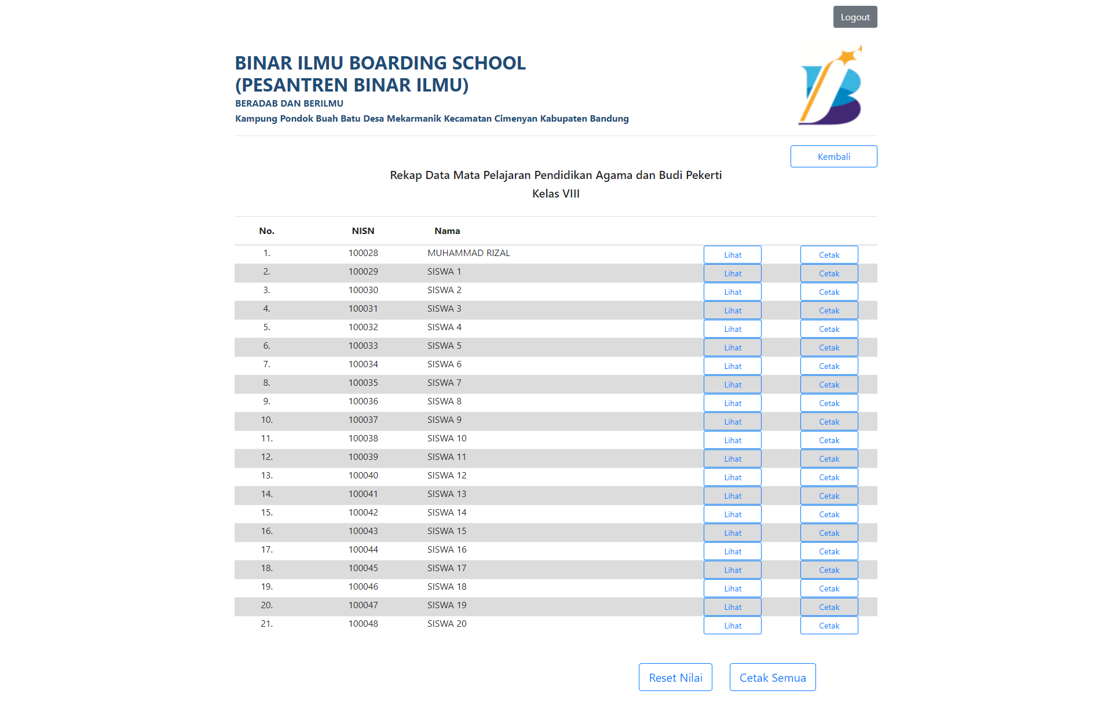 Logout
BINAR ILMU BOARDING SCHOOL
(PESANTREN BINAR ILMU)
BERADAB DAN BERILMU
Kampung Pondok Buah Batu Desa Mekarmanik Kecamatan Cimenyan Kabupaten Bandung
Kembali
Rekap Data Mata Pelajaran Pendidikan Agama dan Budi Pekerti
Kelas VIII
No. NISN Nama
1. 100028 MUHAMMAD RIZAL Lihat Cetak
2. 100029 SISWA 1 Lihat Cetak
3. 100030 SISWA 2 Lihat Cetak
4. 100031 SISWA 3 Lihat Cetak
5. 100032 SISWA 4 Lihat Cetak
6. 100033 SISWA 5 Lihat Cetak
7. 100034 SISWA 6 Lihat Cetak
8. 100035 SISWA 7 Lihat Cetak
9. 100036 SISWA 8 Lihat Cetak
10. 100037 SISWA 9 Lihat Cetak
11. 100038 SISWA 10 Lihat Cetak
12. 100039 SISWA 11 Lihat Cetak
13. 100040 SISWA 12 Lihat Cetak
14. 100041 SISWA 13 Lihat Cetak
15. 100042 SISWA 14 Lihat Cetak
16. 100043 SISWA 15 Lihat Cetak
17. 100044 SISWA 16 Lihat Cetak
18. 100045 SISWA 17 Lihat Cetak
19. 100046 SISWA 18 Lihat Cetak
20. 100047 SISWA 19 Lihat Cetak
21. 100048 SISWA 20 Lihat Cetak
Reset Nilai Cetak Semua